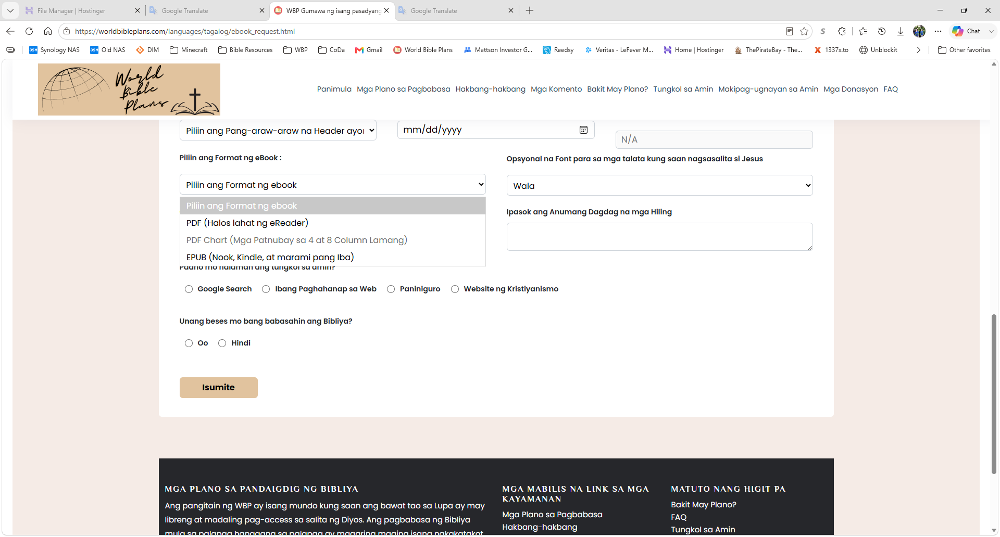 File Manager | Hostinger
Google Translate
WBP Gumawa ng isang pasadyang
Google Translate
https://worldbibleplans.com/languages/tagalog/ebook_request.html
Chat
Synology NAS
Old NAS
DIM
Minecraft
Bible Resources
WBP
CoDa
Gmail
World Bible Plans
Mattson Investor G...
Reedsy
Veritas - LeFever M...
Home | Hostinger
ThePirateBay - The...
1337x.to
Unblockit
Other favorites
World
Bible
Plans
Panimula Mga Plano sa Pagbabasa Hakbang-hakbang Mga Komento Bakit May Plano? Tungkol sa Amin Makipag-ugnayan sa Amin Mga Donasyon FAQ
Piliin ang Pang-araw-araw na Header ayo
mm/dd/yyyy
N/A
Piliin ang Format ng eBook :
Opsyonal na Font para sa mga talata kung saan nagsasalita si Jesus
Piliin ang Format ng ebook
Wala
Piliin ang Format ng ebook
PDF (Halos lahat ng eReader)
PDF Chart (Mga Patnubay sa 4 at 8 Column Lamang)
EPUB (Nook, Kindle, at marami pang Iba)
Ipasok ang Anumang Dagdag na mga Hiling
Paano mo nalaman ang tungkol sa amin?
Google Search
Ibang Paghahanap sa Web
Paniniguro
Website ng Kristiyanismo
Unang beses mo bang babasahin ang Bibliya?
Oo
Hindi
Isumite
MGA PLANO SA PANDAIGDIG NG BIBLIYA
Ang pangitain ng WBP ay isang mundo kung saan ang bawat tao sa Lupa ay may
libreng at madaling pag-access sa salita ng Diyos. Ang pagbabasa ng Bibliya
MGA MABILIS NA LINK SA MGA
KAYAMANAN
Mga Plano sa Pagbabasa
Hakbang-hakbang
MATUTO NANG HIGIT PA
Bakit May Plano?
FAQ
Tungkol sa Amin